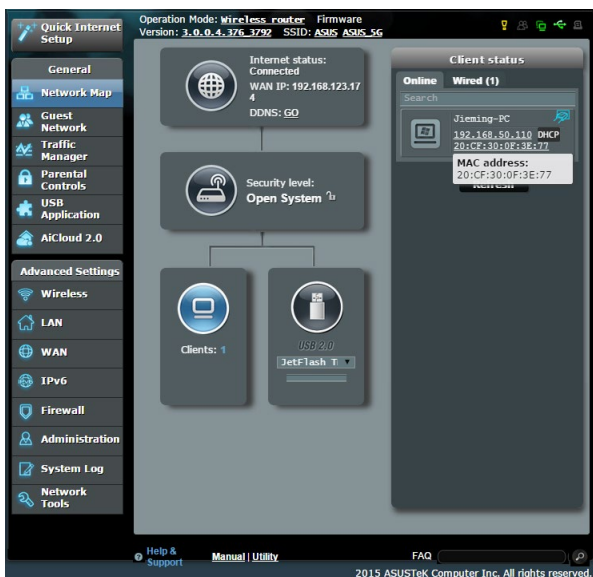 Quick Internet
Setup
Operation Mode: Wireless router Firmware
Version: 3.0.0.4.376_3792 SSID: ASUS ASUS_5G
General
Network Map
Guest
Network
Traffic
Manager
Parental
Controls
USB
Application
AiCloud 2.0
Advanced Settings
Wireless
LAN
WAN
IPv6
Firewall
Administration
System Log
Network
Tools
Internet status:
Connected
WAN IP: 192.168.123.17
4
DDNS: GO
Security level:
Open System
Clients: 1
USB 2.0
JetFlash T
Client status
Online Wired (1)
Search
Jieming-PC
192.168.50.110 DHCP
20:CF:30:0F:3E:77
MAC address:
20:CF:30:0F:3E:77
Refresh
Help &
Support
Manual | Utility
FAQ
2015 ASUSTeK Computer Inc. All rights reserved.